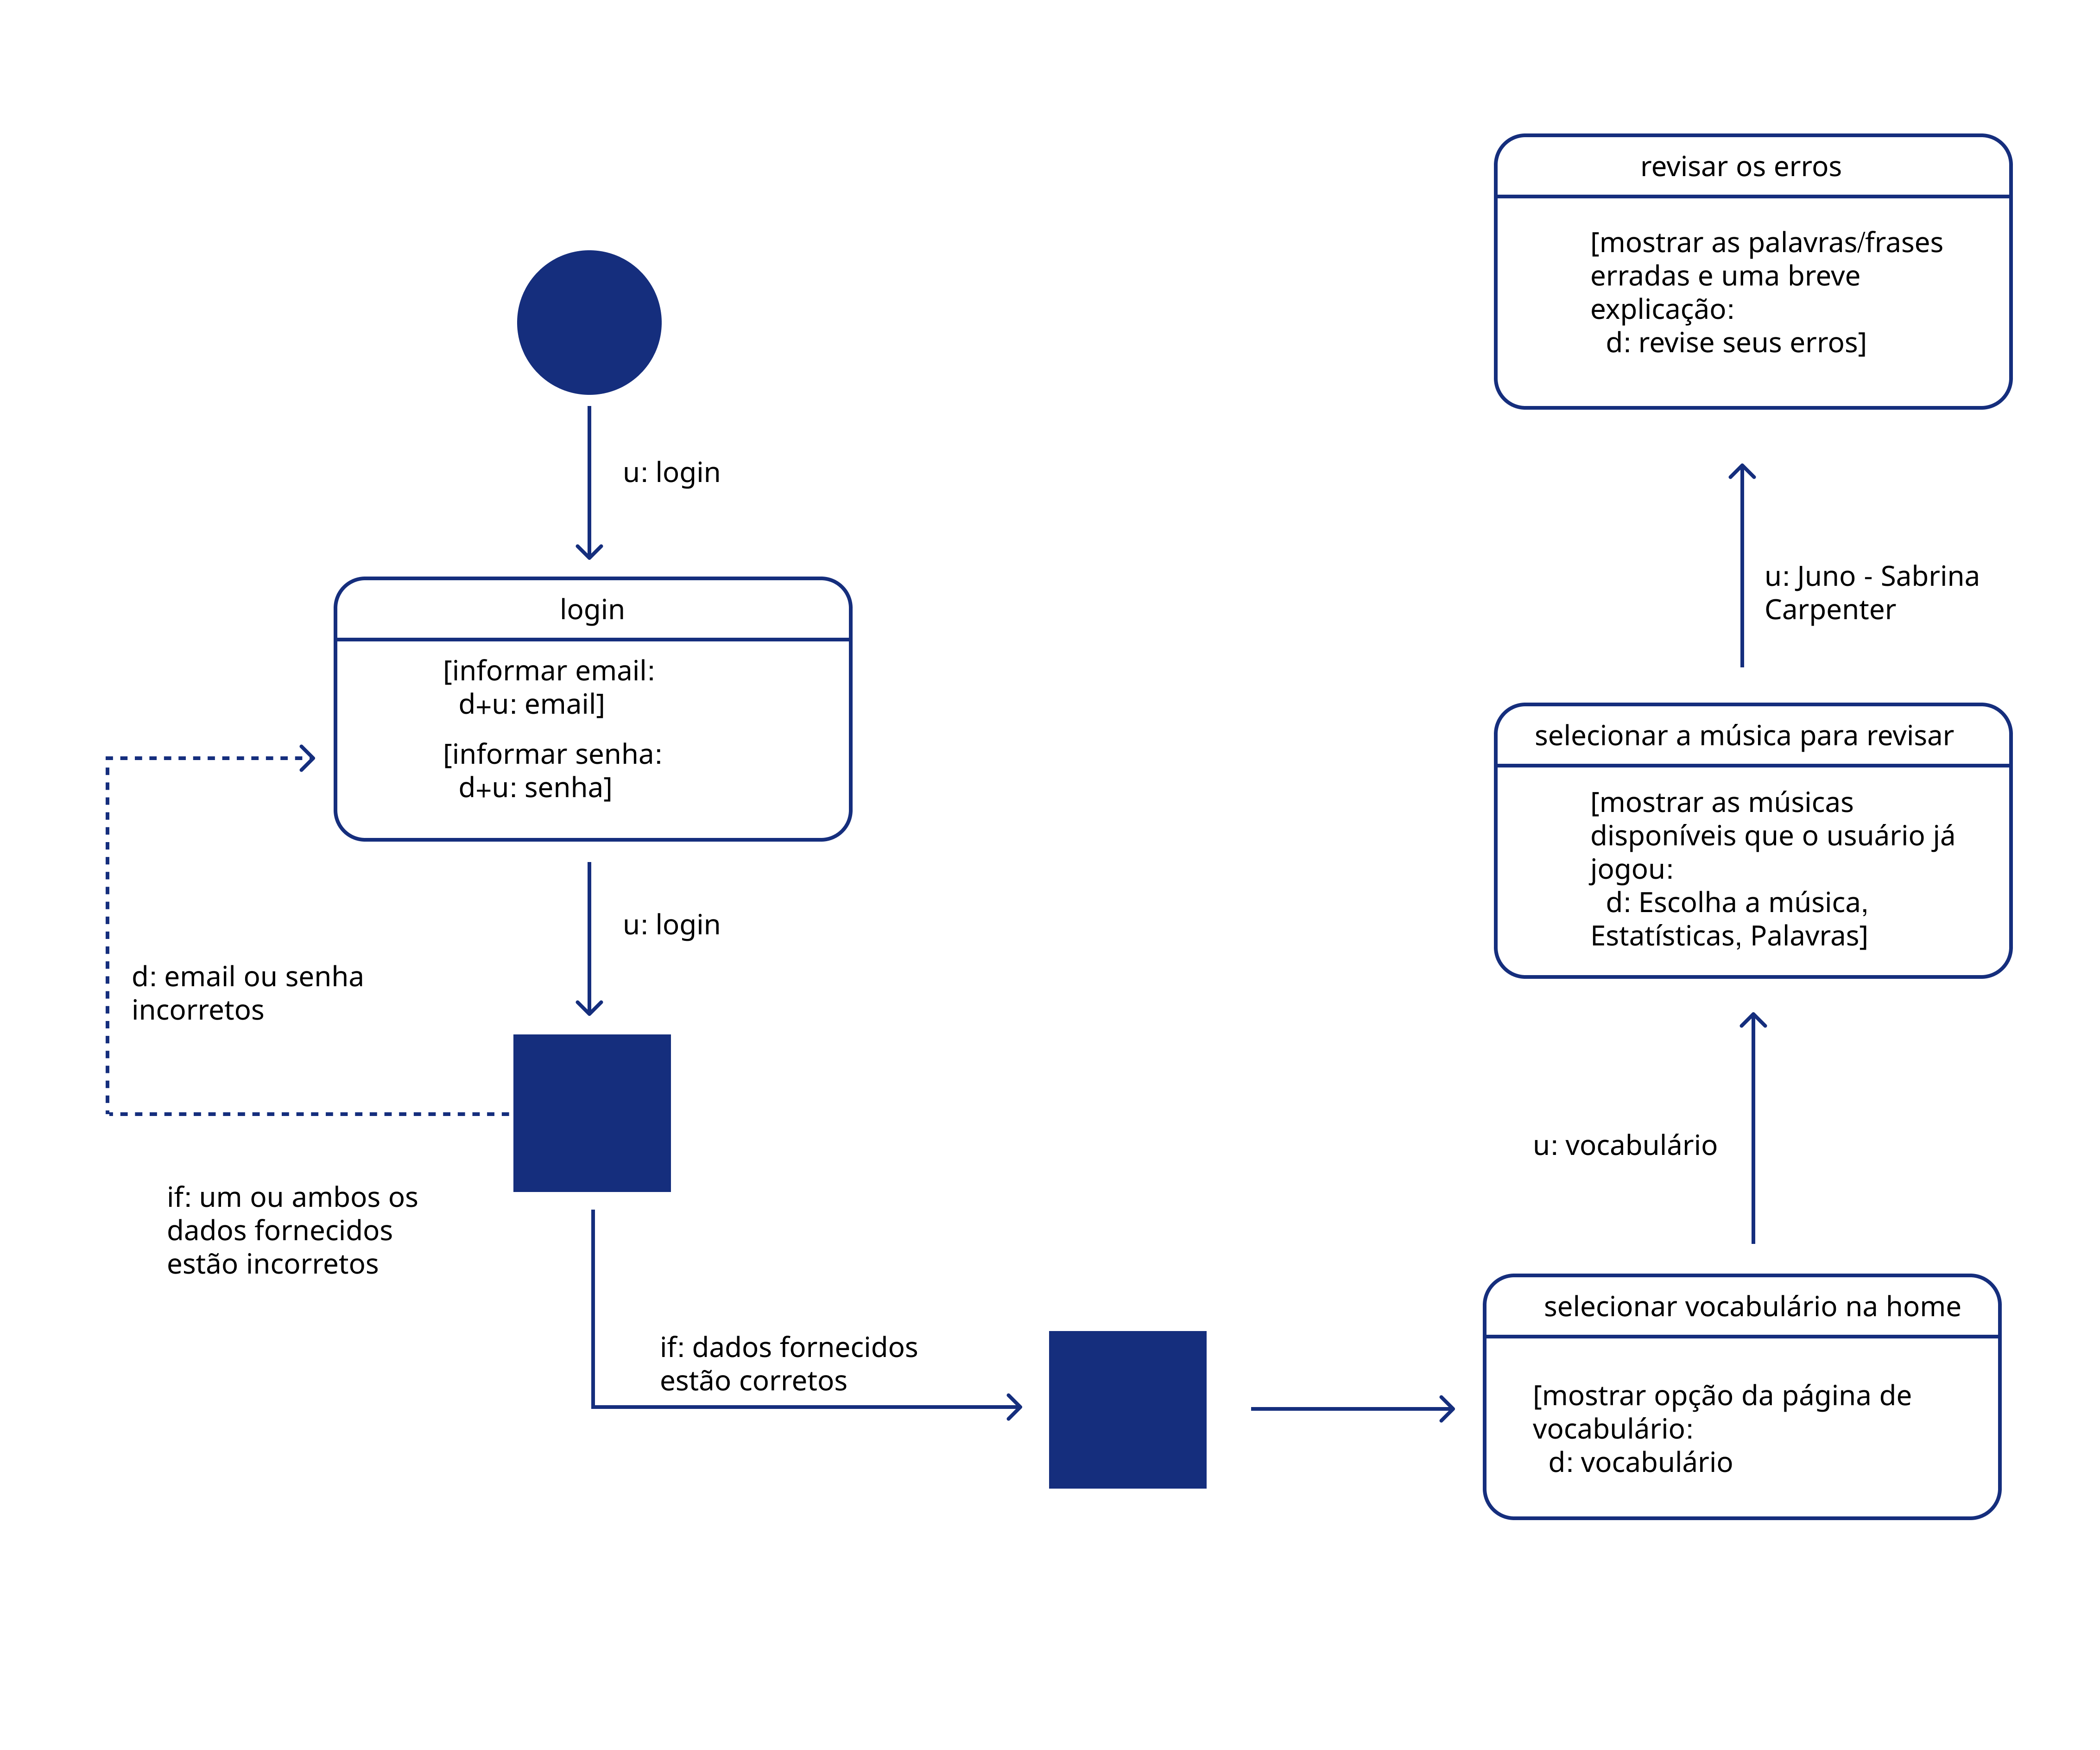 u: login
login
[informar email:
d+u: email]
[informar senha:
d+u: senha]
u: login
d: email ou senha
incorretos
if: um ou ambos os
dados fornecidos
estão incorretos
if: dados fornecidos
estão corretos
selecionar vocabulário na home
[mostrar opção da página de
vocabulário:
d: vocabulário
u: vocabulário
selecionar a música para revisar
[mostrar as músicas
disponíveis que o usuário já
jogou:
d: Escolha a música,
Estatísticas, Palavras]
u: Juno - Sabrina
Carpenter
revisar os erros
[mostrar as palavras/frases
erradas e uma breve
explicação:
d: revise seus erros]